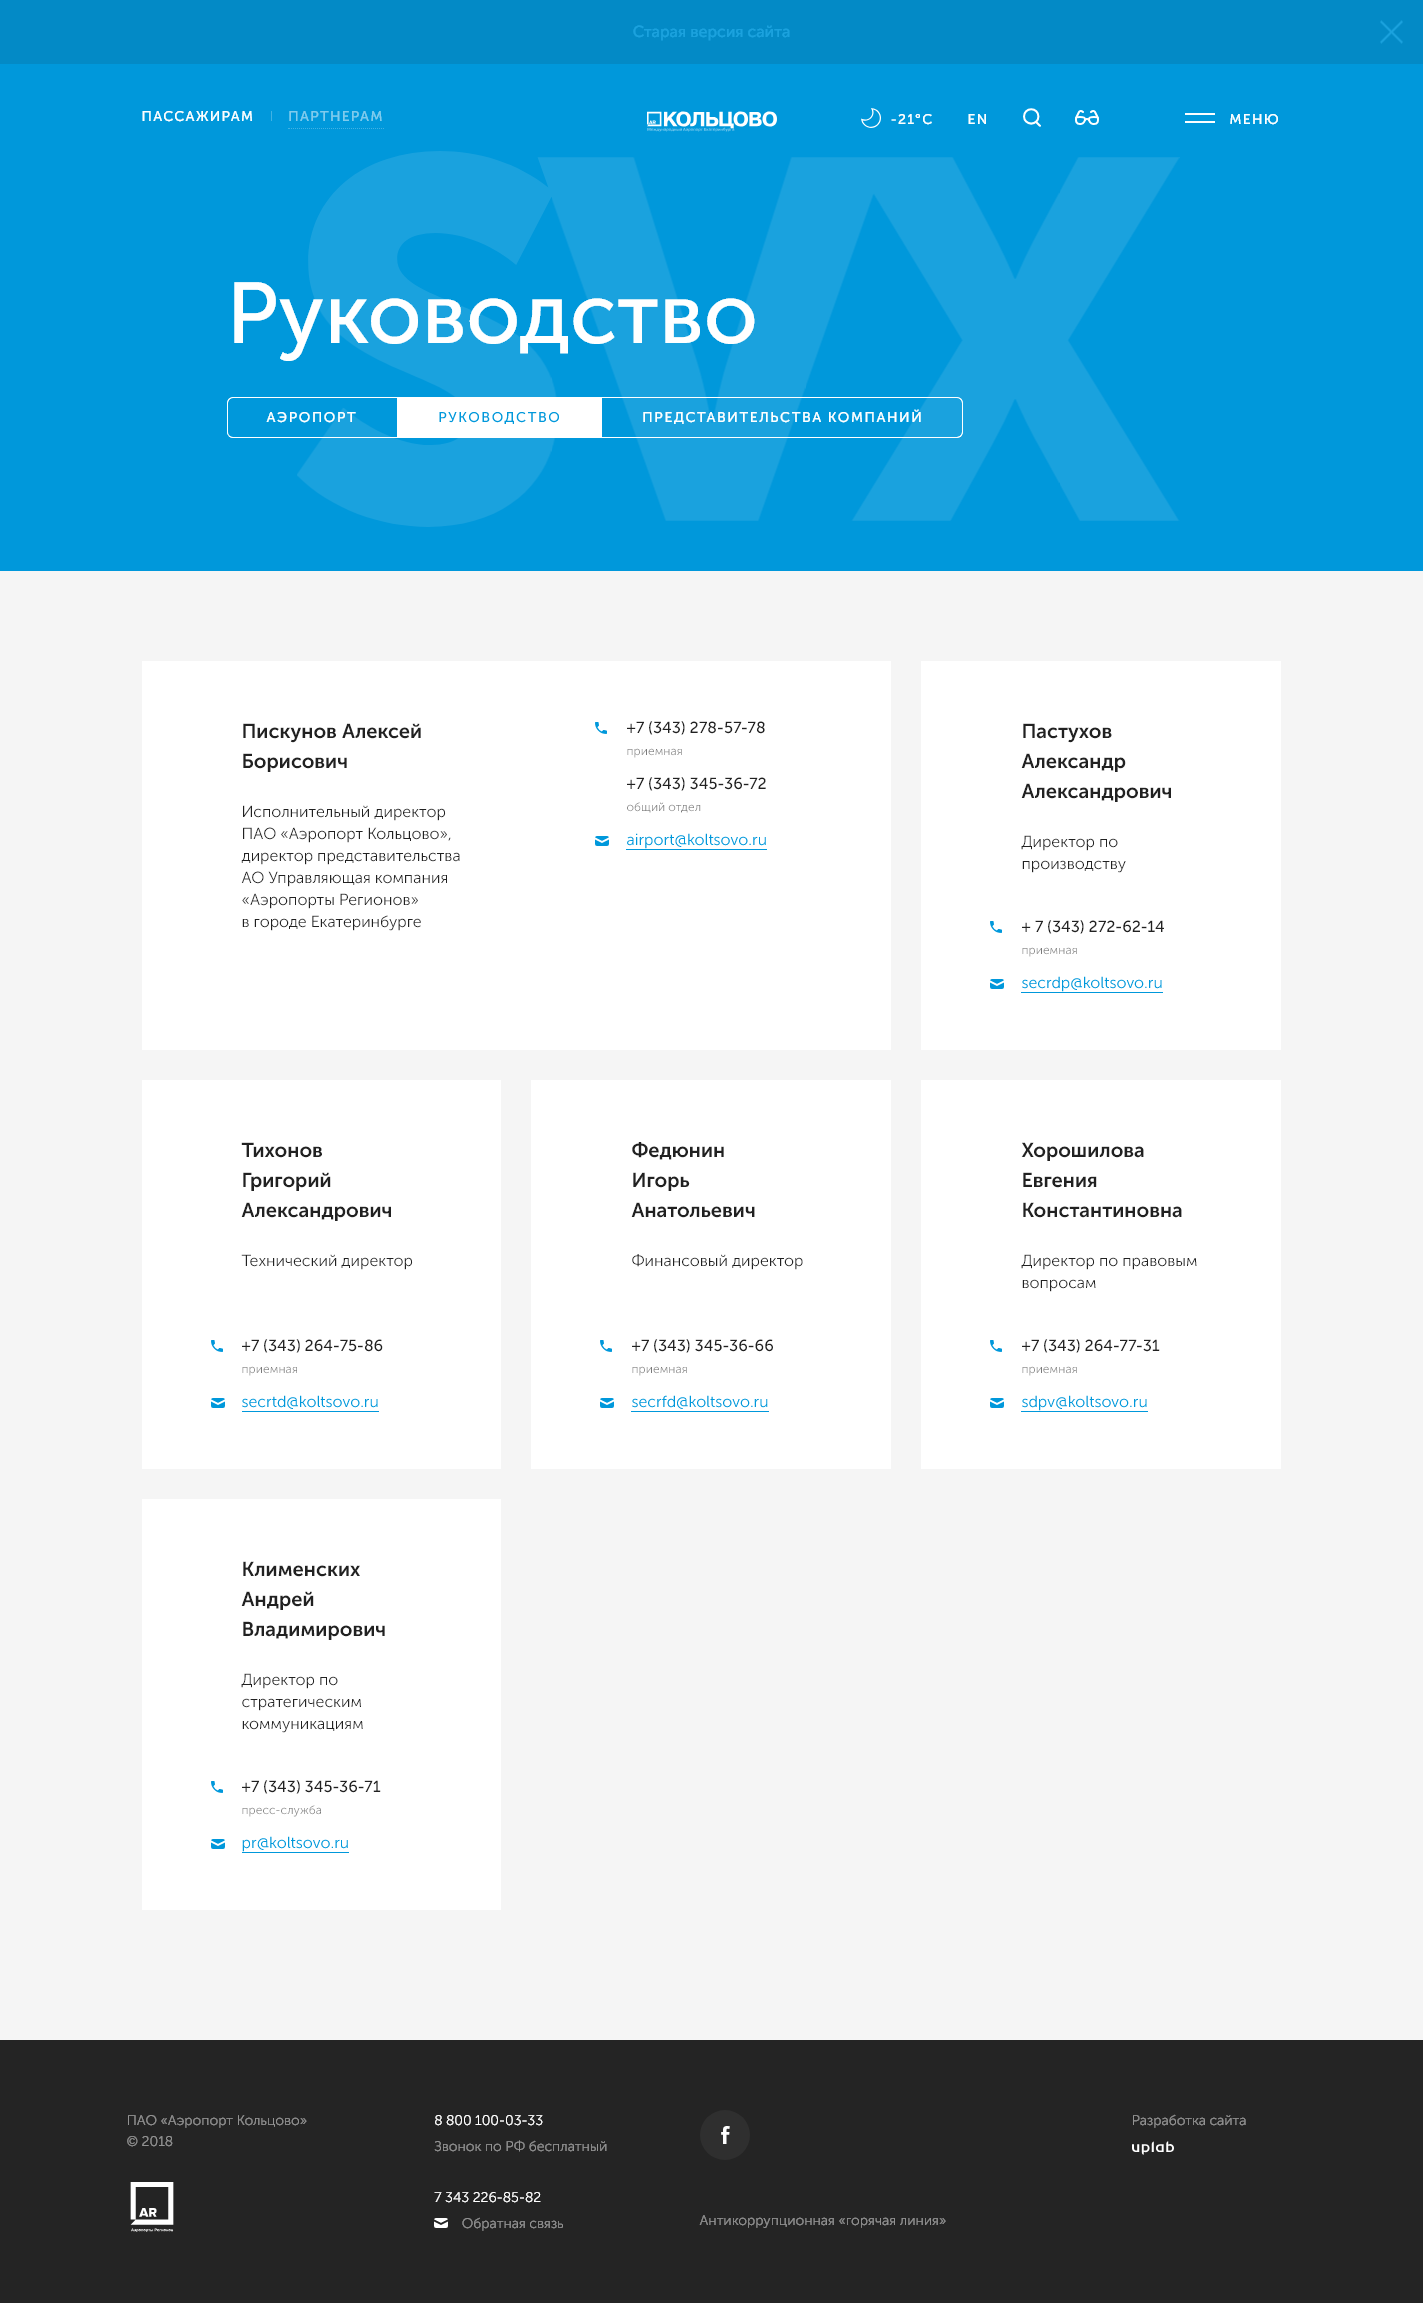 Старая версия сайта
ПАССАЖИРАМ
ПАРТНЕРАМ
КОЛЬЦОВО
-21°C
EN
МЕНЮ
SVX
Руководство
АЭРОПОРТ
РУКОВОДСТВО
ПРЕДСТАВИТЕЛЬСТВА КОМПАНИЙ
Пискунов Алексей
Борисович
Исполнительный директор
ПАО «Аэропорт Кольцово»,
директор представительства
АО Управляющая компания
«Аэропорты Регионов»
в городе Екатеринбурге
+7 (343) 278-57-78
приемная
+7 (343) 345-36-72
общий отдел
airport@koltsovo.ru
Пастухов
Александр
Александрович
Директор по
производству
+ 7 (343) 272-62-14
приемная
secrdp@koltsovo.ru
Тихонов
Григорий
Александрович
Технический директор
+7 (343) 264-75-86
приемная
secrtd@koltsovo.ru
Федюнин
Игорь
Анатольевич
Финансовый директор
+7 (343) 345-36-66
приемная
secrfd@koltsovo.ru
Хорошилова
Евгения
Константиновна
Директор по правовым
вопросам
+7 (343) 264-77-31
приемная
sdpv@koltsovo.ru
Клименских
Андрей
Владимирович
Директор по
стратегическим
коммуникациям
+7 (343) 345-36-71
пресс-служба
pr@koltsovo.ru
ПАО «Аэропорт Кольцово»
© 2018
AR
Аэропорты Регионов
8 800 100-03-33
Звонок по РФ бесплатный
7 343 226-85-82
Обратная связь
f
Антикоррупционная «горячая линия»
Разработка сайта
uplab